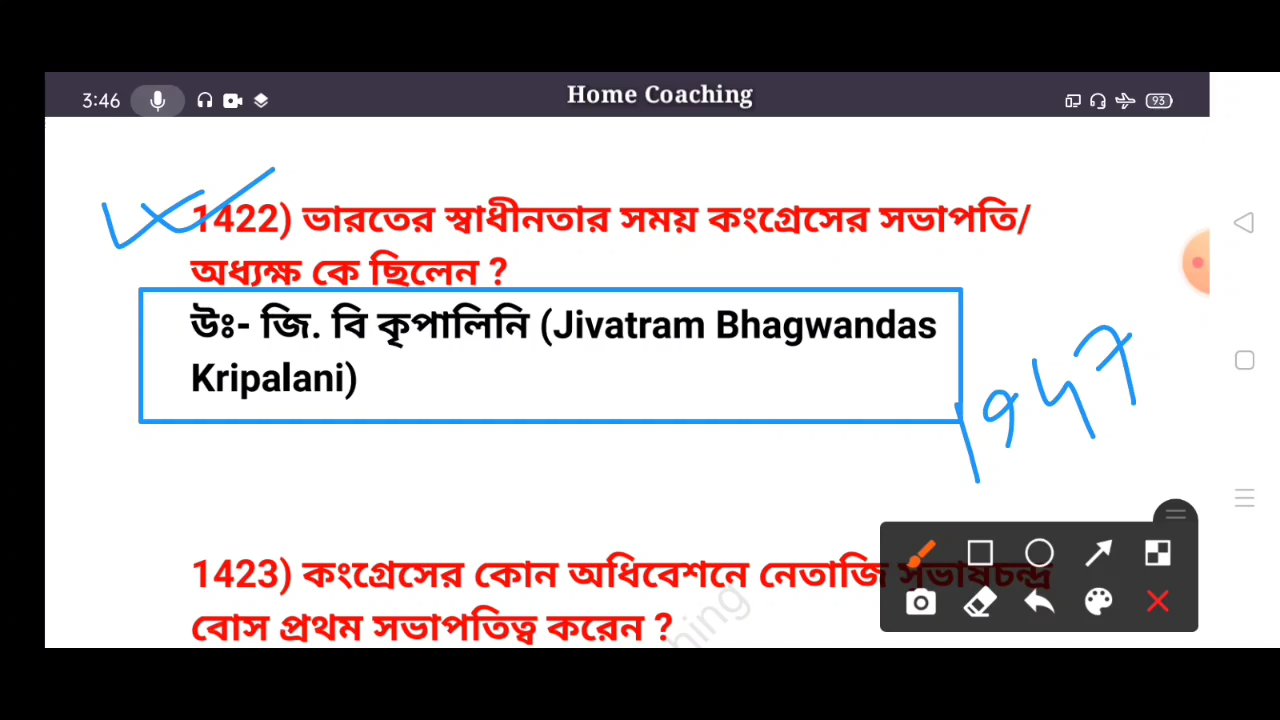 3:46
Home Coaching
93
1422) ভারতের স্বাধীনতার সময় কংগ্রেসের সভাপতি/
অধ্যক্ষ কে ছিলেন ?
উঃ- জি. বি কৃপালিনি (Jivatram Bhagwandas
Kripalani)
1947
1423) কংগ্রেসের কোন অধিবেশনে নেতাজি সভাষচন্দ্র
বোস প্রথম সভাপতিত্ব করেন ?